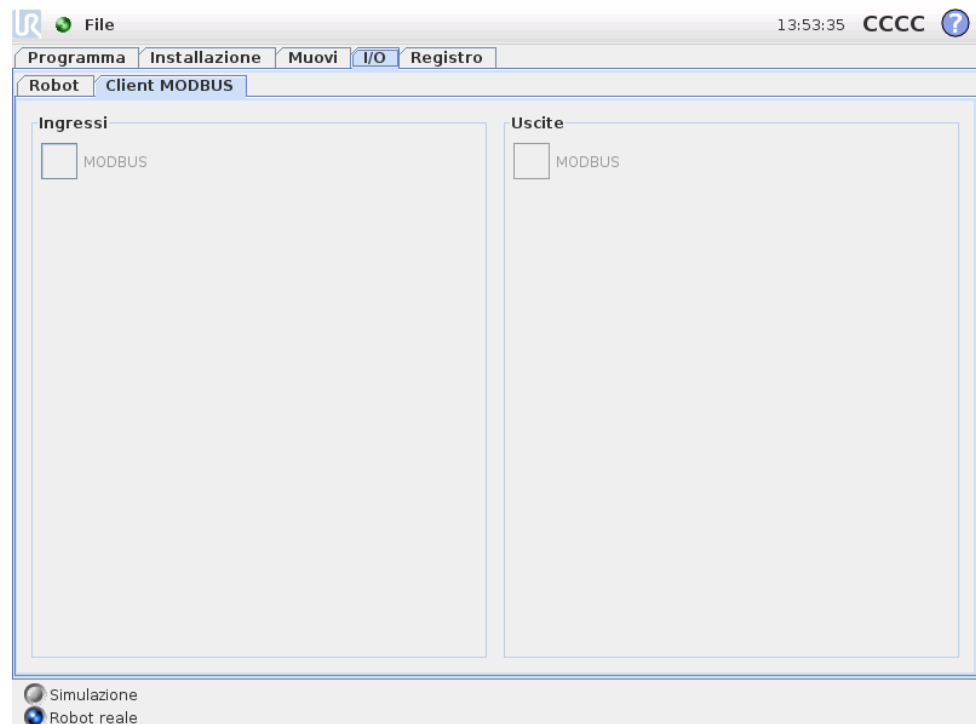 UR File 13:53:35 CCCC ?
Programma Installazione Muovi I/O Registro
Robot Client MODBUS
Ingressi Uscite
MODBUS MODBUS
Simulazione
Robot reale